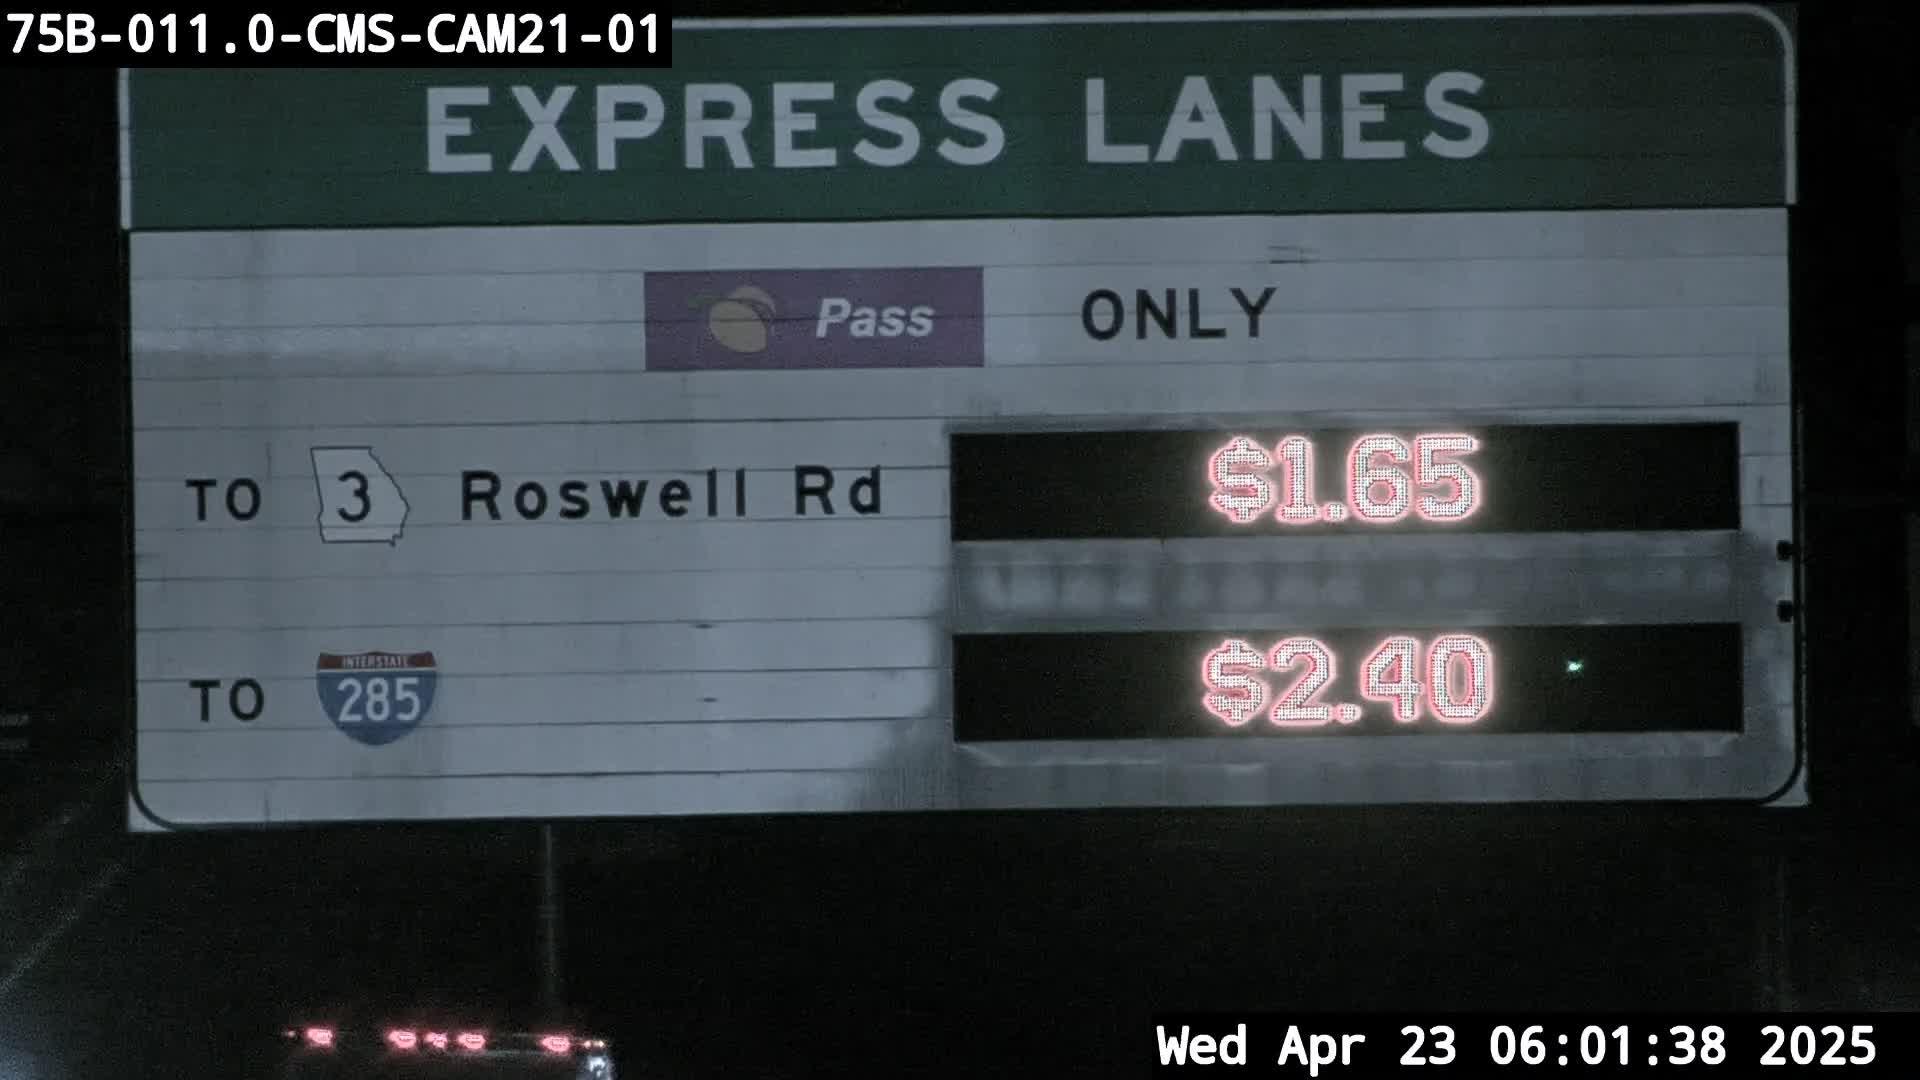 75B-011.0-CMS-CAM21-01
EXPRESS LANES
Pass ONLY
TO 3 Roswell Rd $1.65
TO INTERSTATE 285 $2.40
Wed Apr 23 06:01:38 2025